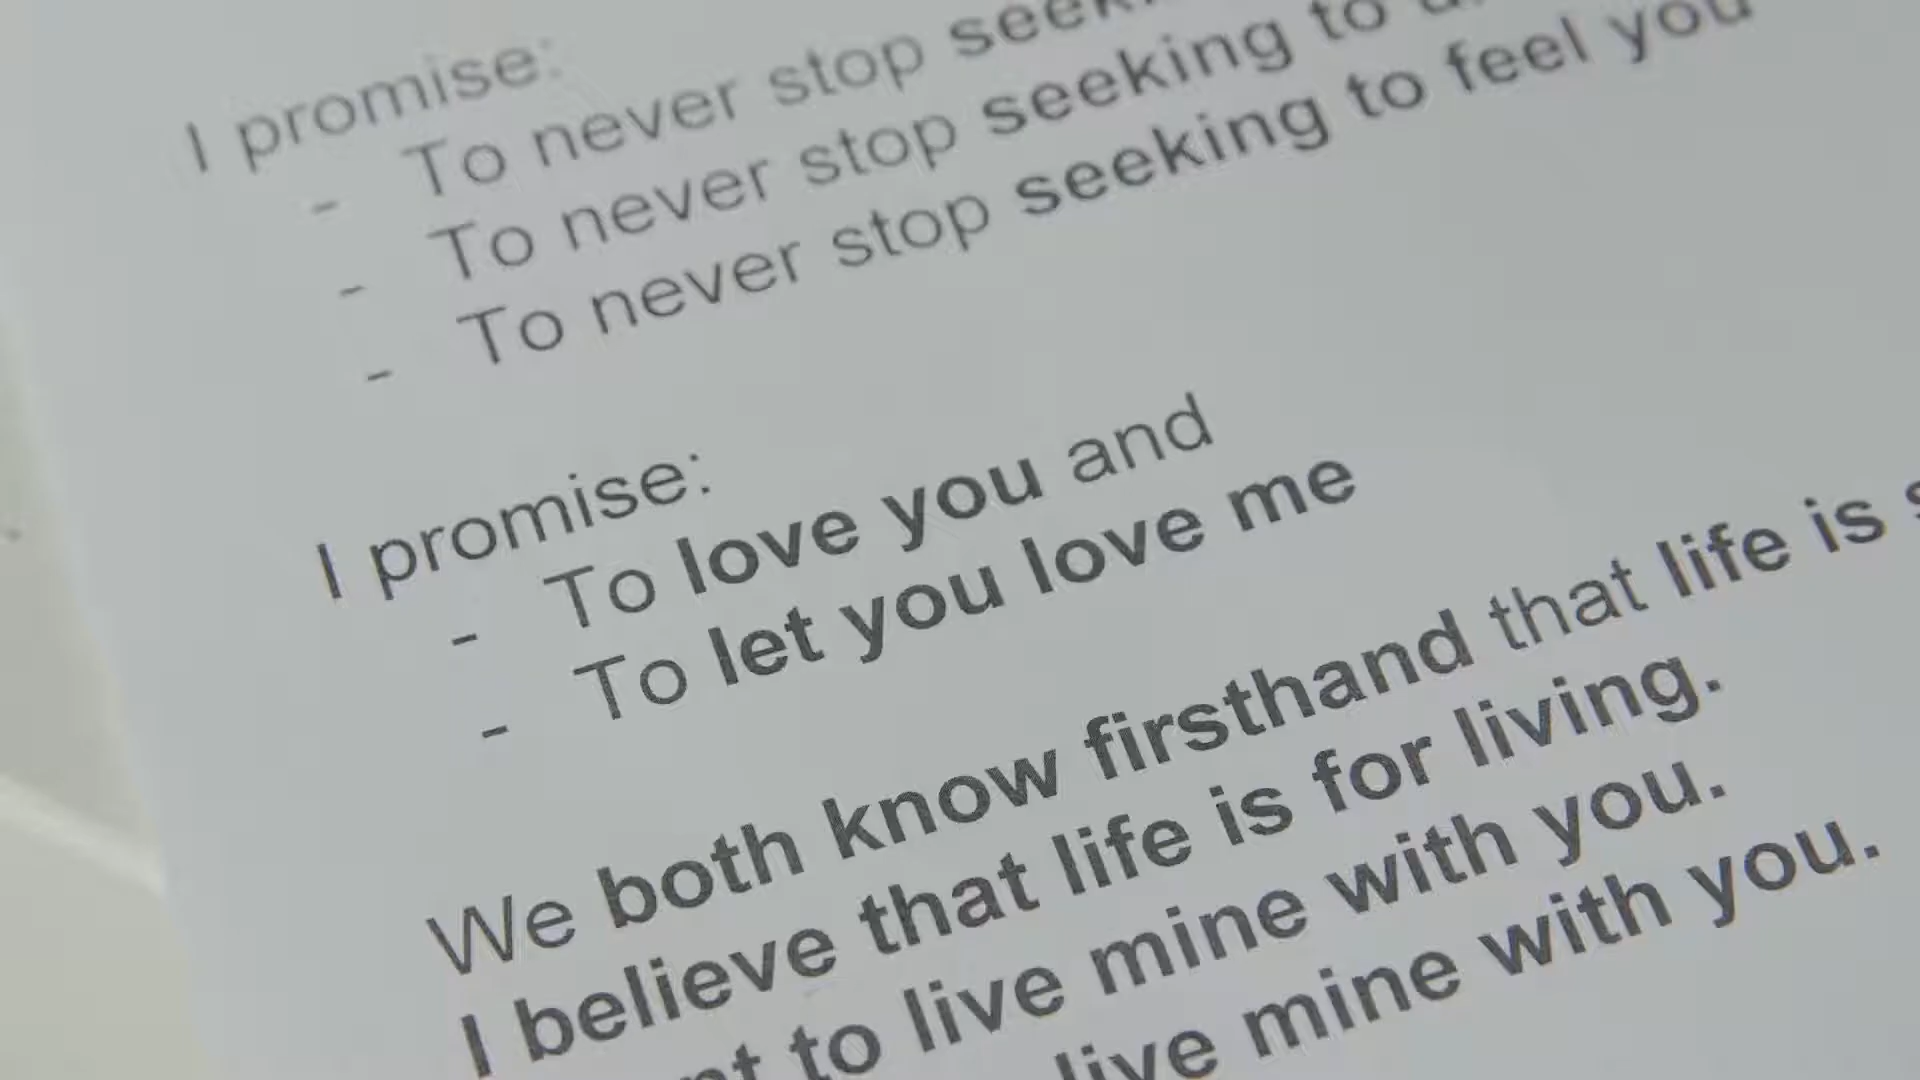 I promise:
- To never stop
- To never stop seeking to
- To never stop seeking to feel you
I promise:
- To love you and
- To let you love me
We both know firsthand that life is
I believe that life is for living.
to live mine with you.
live mine with you.